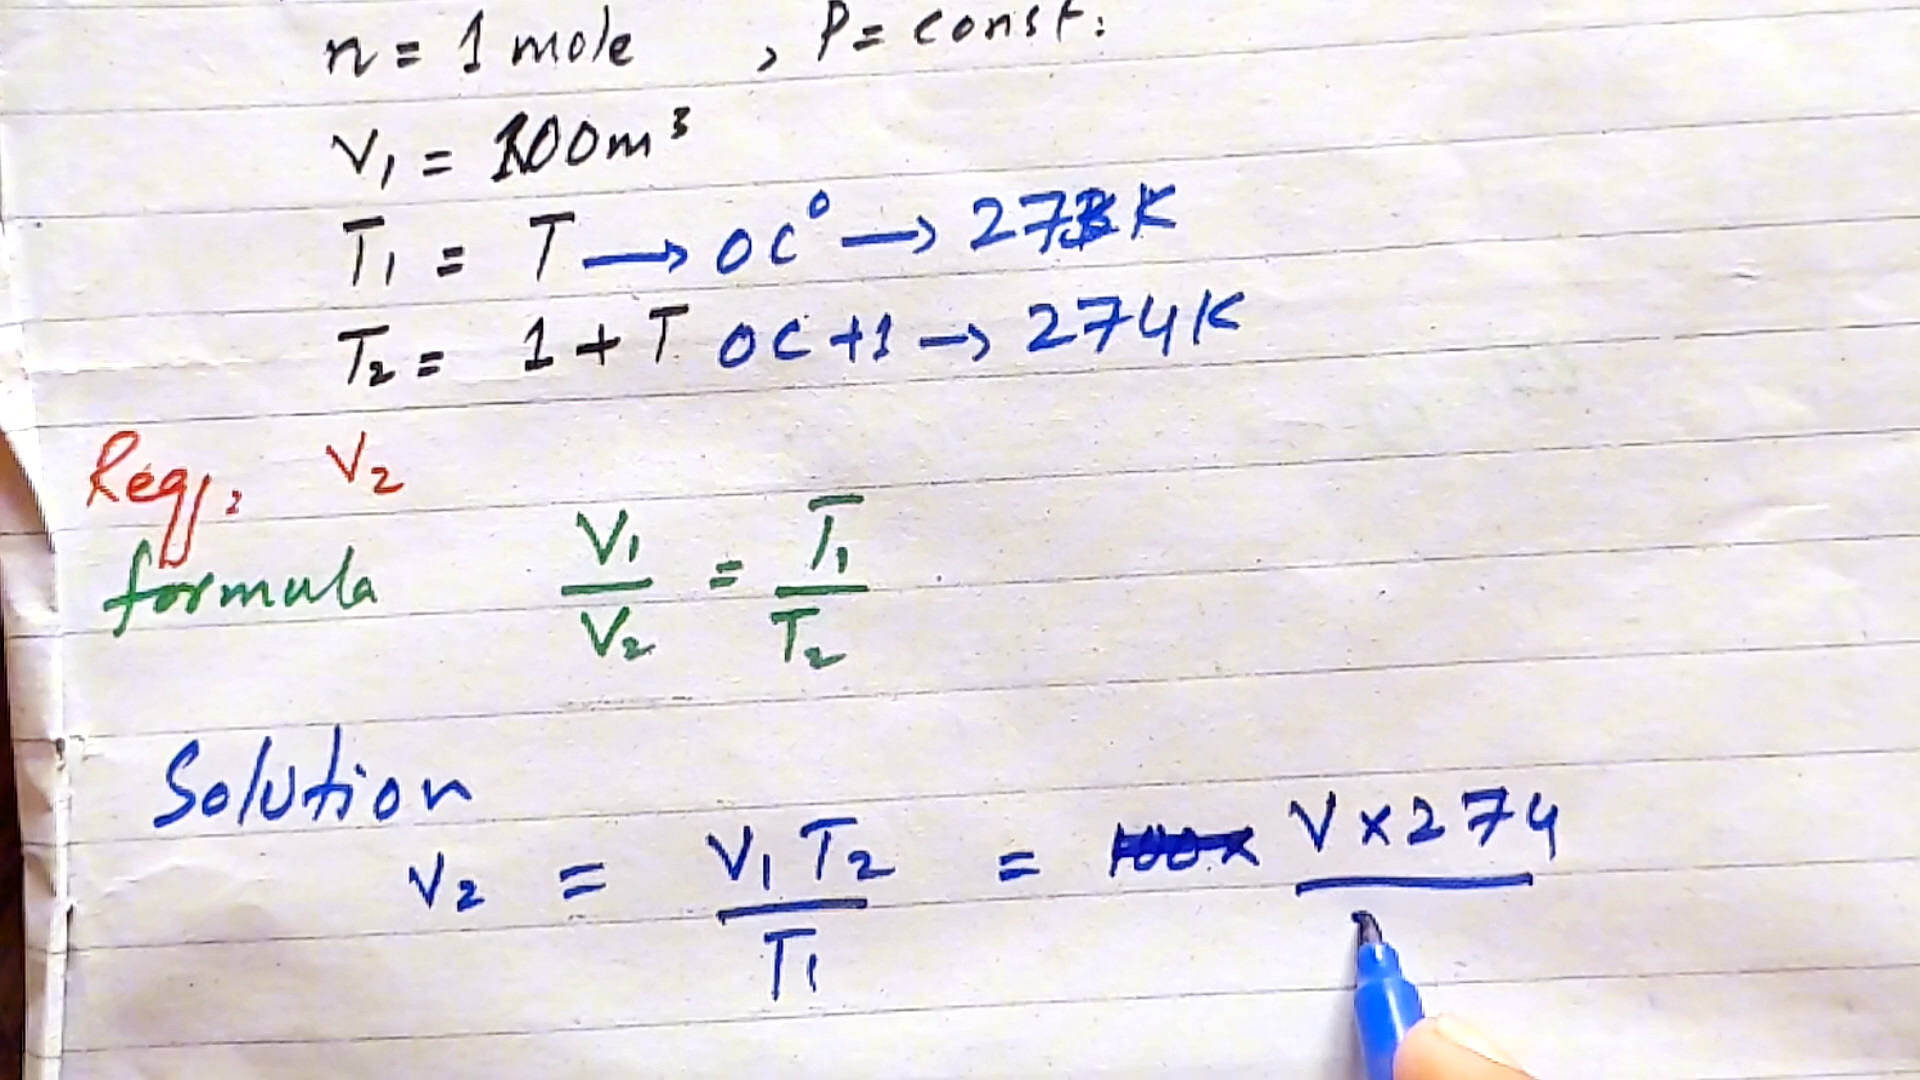 n = 1 mole , P = const:
V₁ = 100m³
T₁ = T → 0C° → 273K
T₂ = 1 + T 0C +1 → 274K
Req, V₂
formula V₁/V₂ = T₁/T₂
Solution
V₂ = V₁T₂/T₁ = V×274